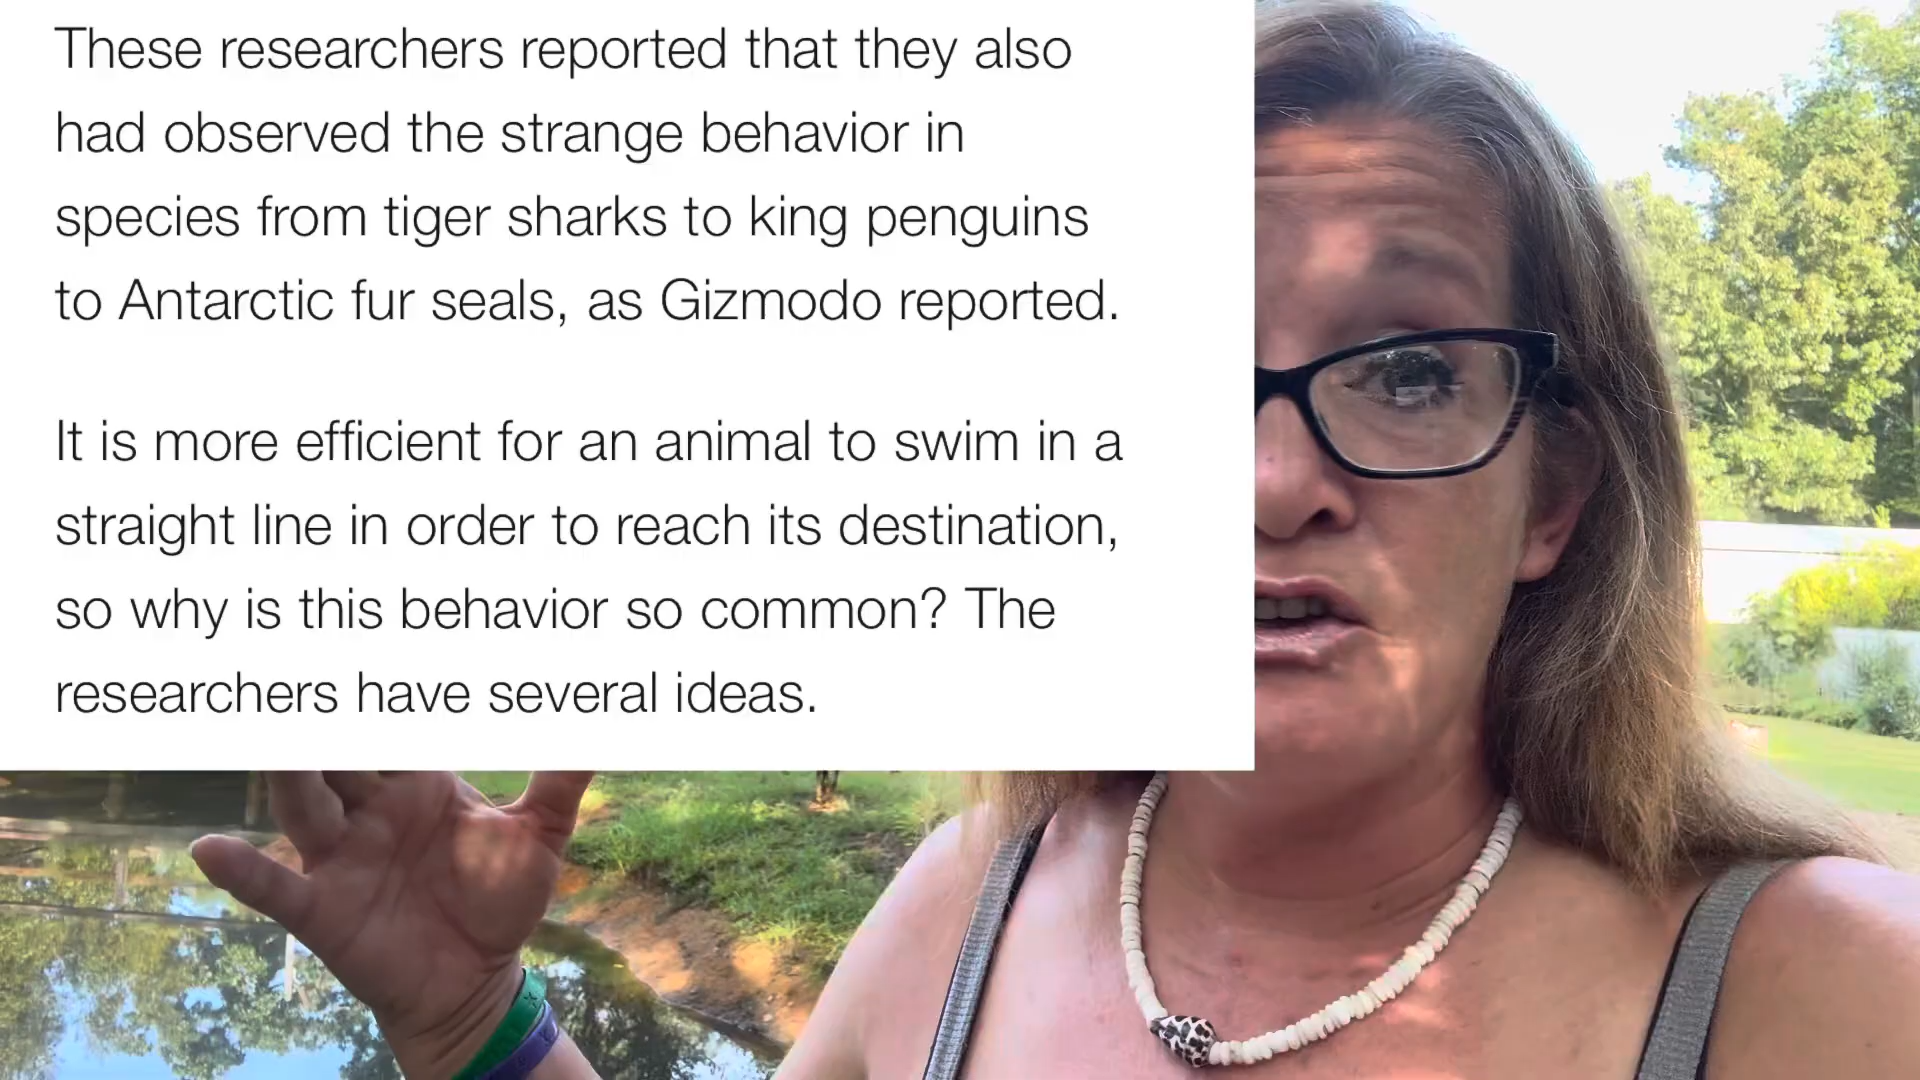 These researchers reported that they also
had observed the strange behavior in
species from tiger sharks to king penguins
to Antarctic fur seals, as Gizmodo reported.
It is more efficient for an animal to swim in a
straight line in order to reach its destination,
so why is this behavior so common? The
researchers have several ideas.